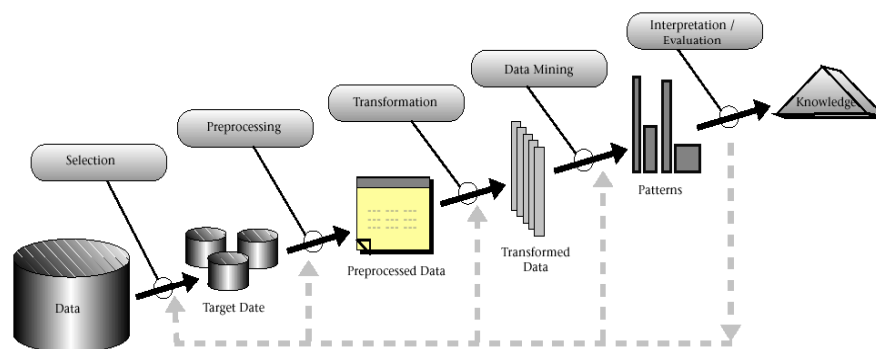 Interpretation /
Evaluation
Data Mining
Transformation
Preprocessing
Selection
Knowledge
Patterns
Transformed
Data
Preprocessed Data
Target Date
Data